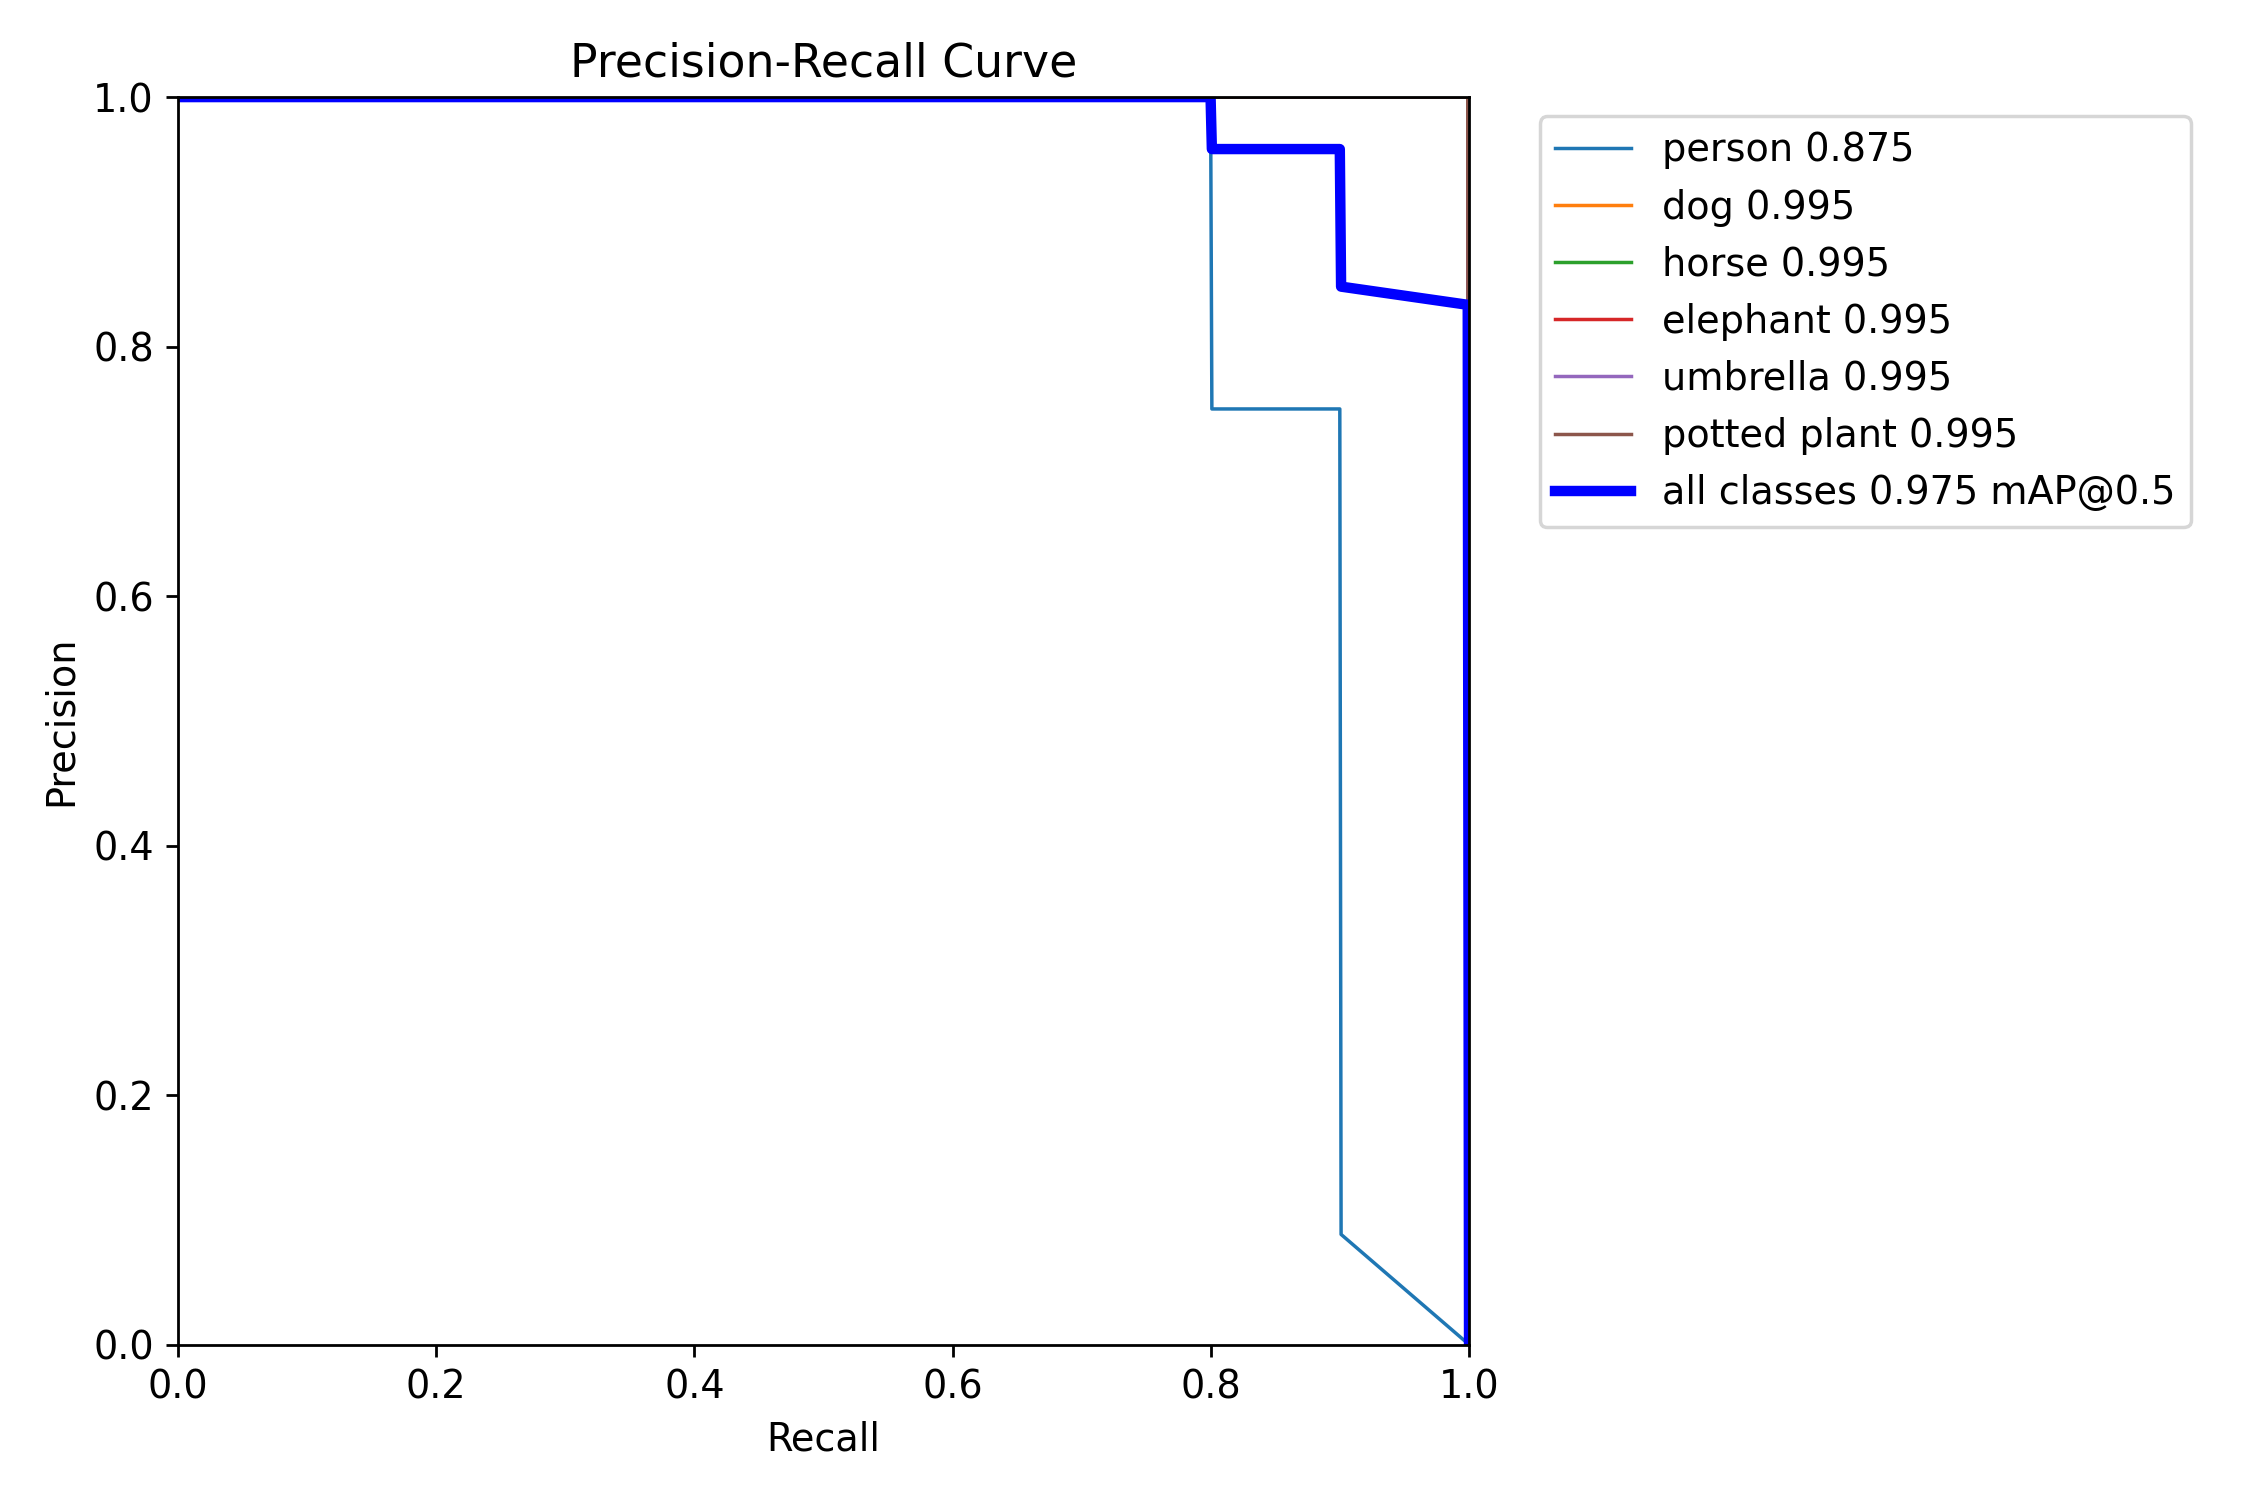 Precision-Recall Curve
1.0
0.8
0.6
0.4
0.2
0.0
Precision
0.0 0.2 0.4 0.6 0.8 1.0
Recall
person 0.875
dog 0.995
horse 0.995
elephant 0.995
umbrella 0.995
potted plant 0.995
all classes 0.975 mAP@0.5